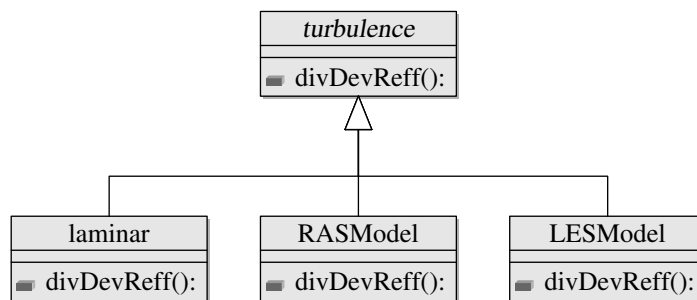 turbulence
divDevReff():
laminar
divDevReff():
RASModel
divDevReff():
LESModel
divDevReff():